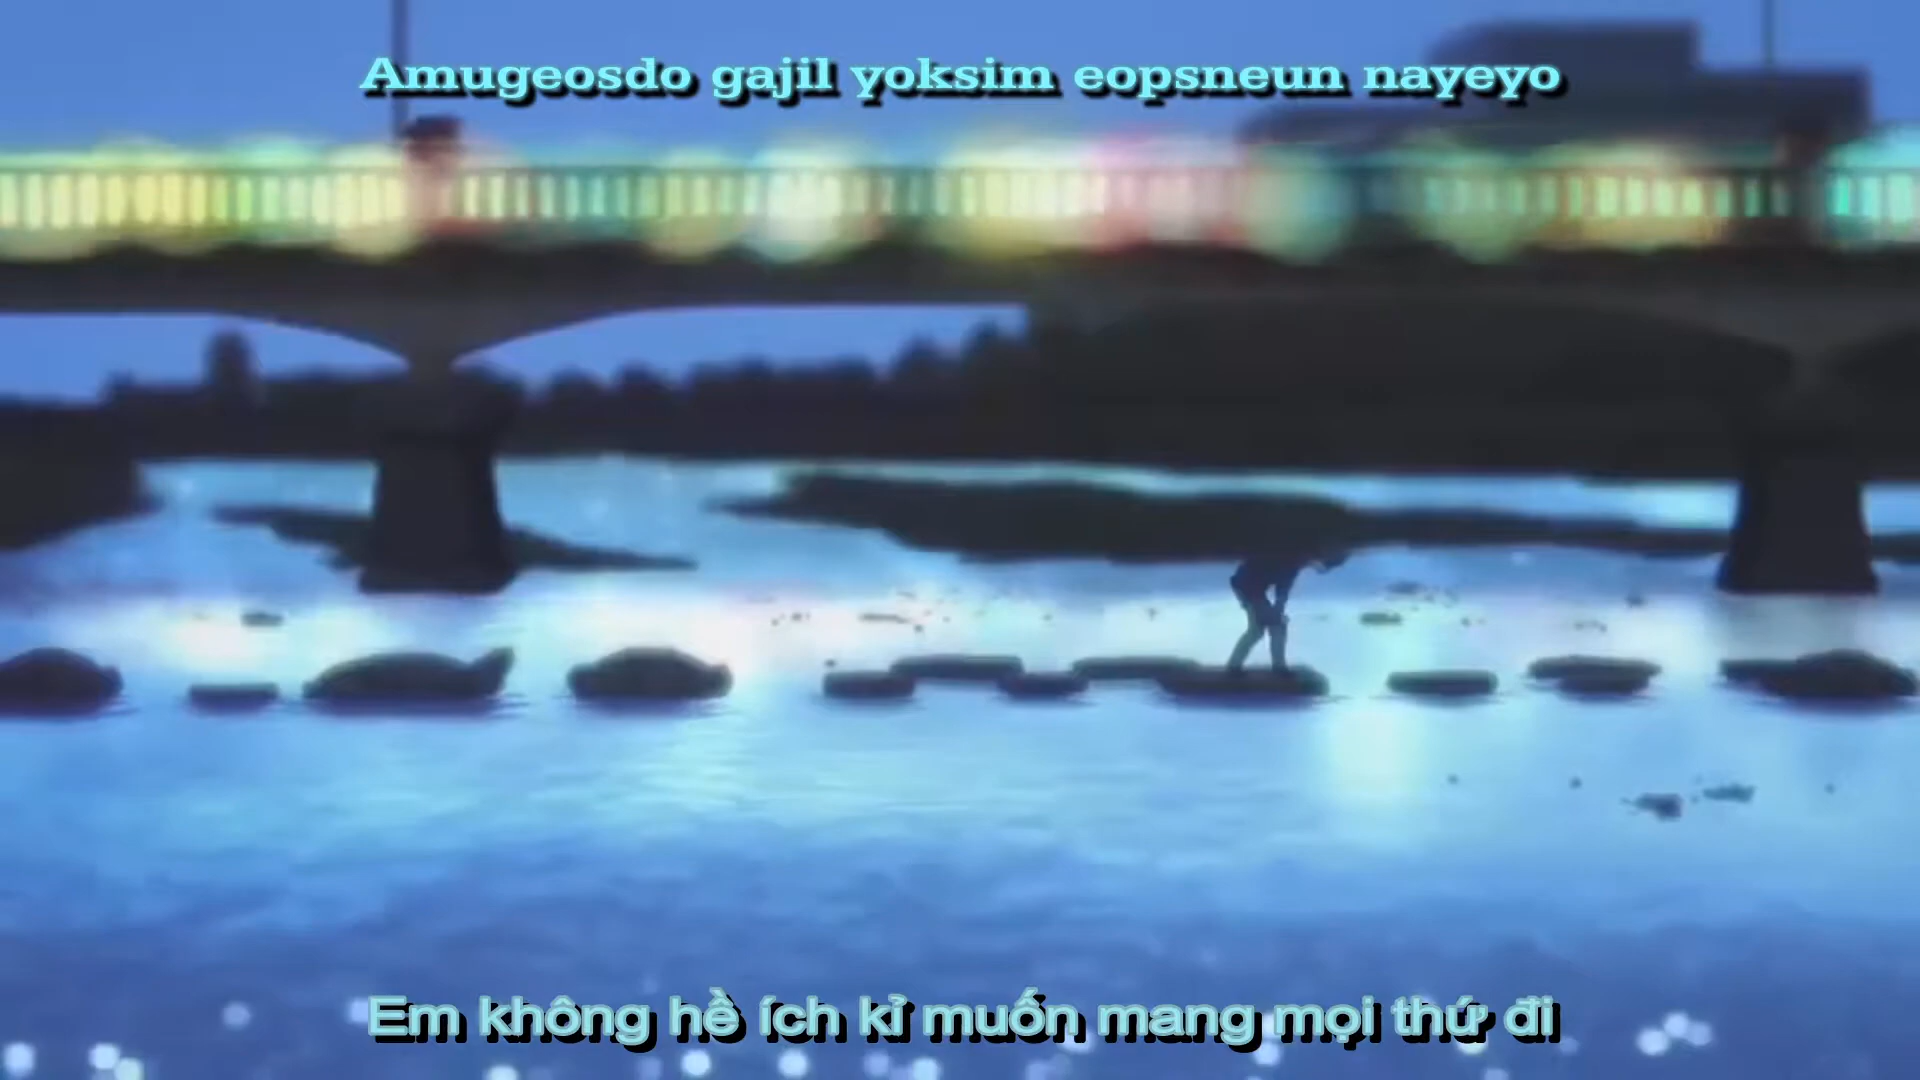 Amugeosdo gajil yoksim eopsneun nayeyo
Em không hề ích kỉ muốn mang mọi thứ đi